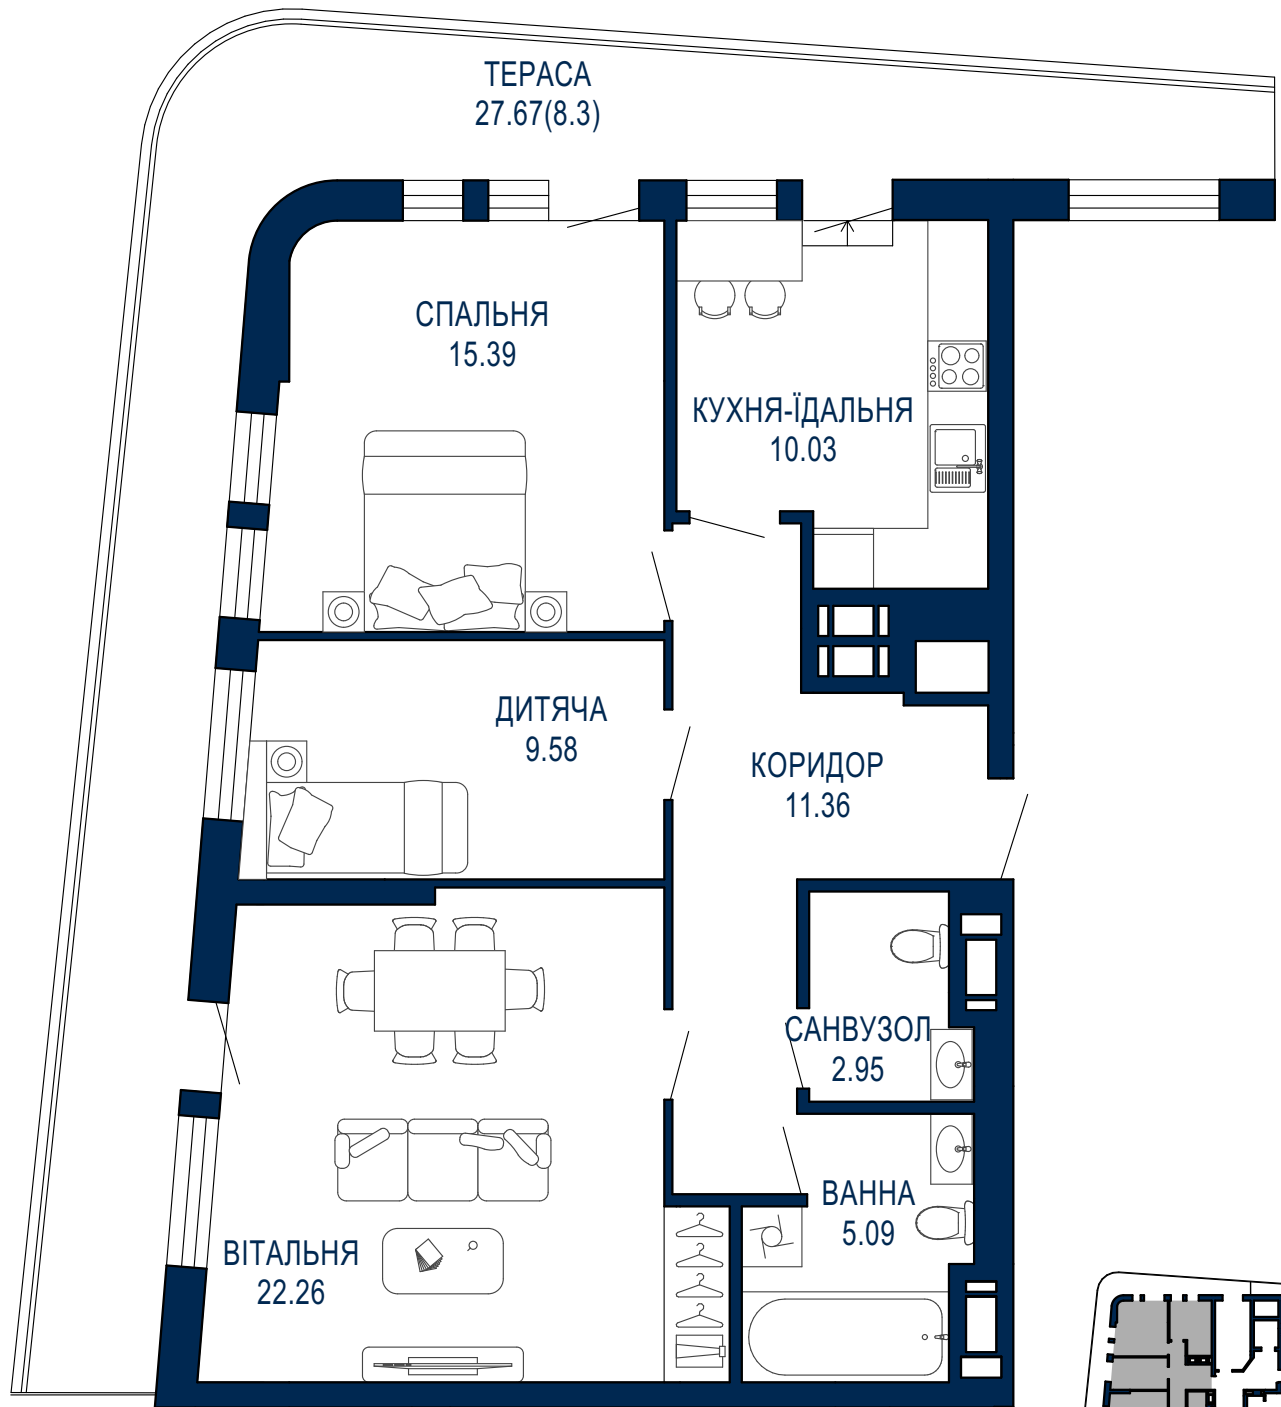 ТЕРАСА
27.67(8.3)
СПАЛЬНЯ
15.39
КУХНЯ-ЇДАЛЬНЯ
10.03
ДИТЯЧА
9.58
КОРИДОР
11.36
САНВУЗОЛ
2.95
ВАННА
5.09
ВІТАЛЬНЯ
22.26